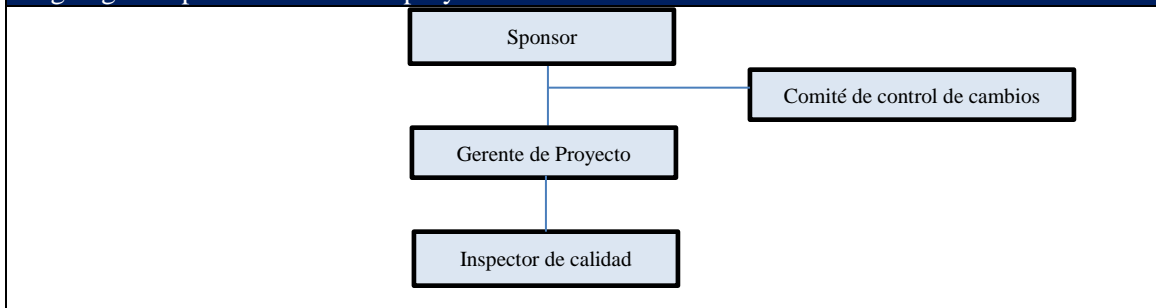 Sponsor
Comité de control de cambios
Gerente de Proyecto
Inspector de calidad